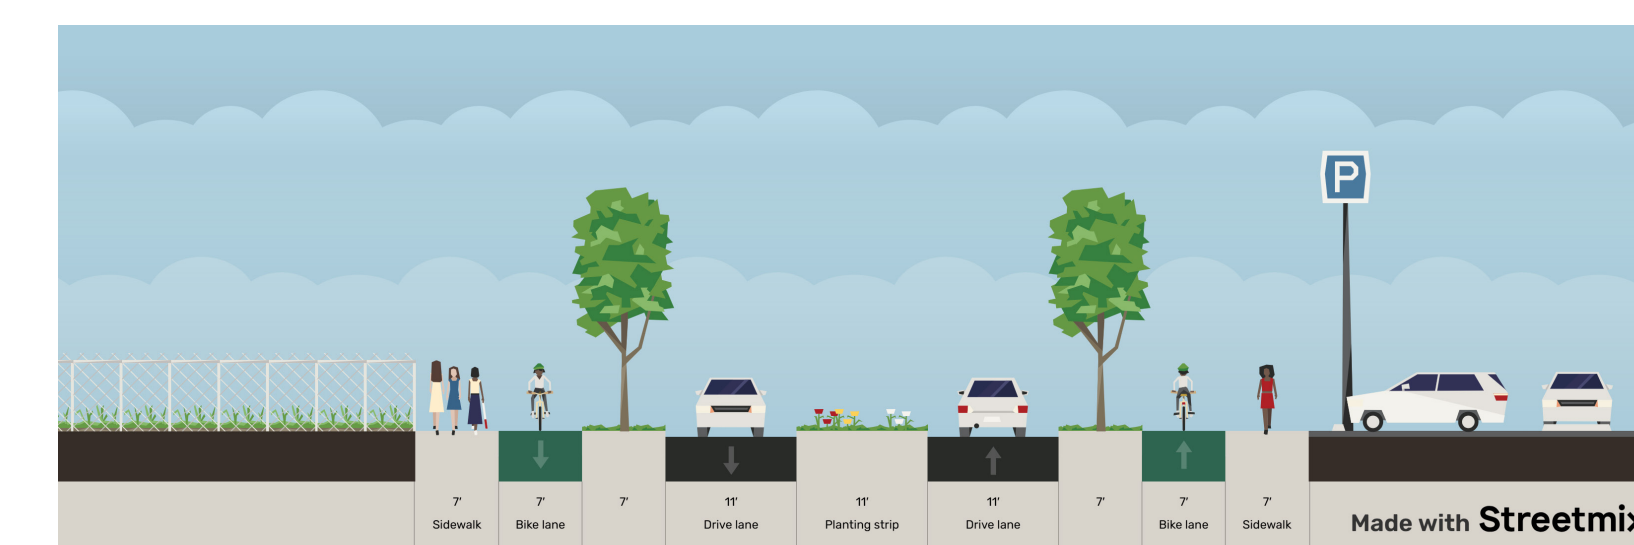 P
7′
Sidewalk
7′
Bike lane
7′
11′
Drive lane
11′
Planting strip
11′
Drive lane
7′
7′
Bike lane
7′
Sidewalk
Made with Streetmix